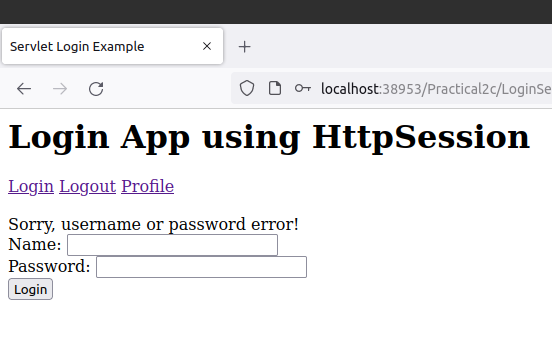 Servlet Login Example
localhost:38953/Practical2c/LoginSe
Login App using HttpSession
Login Logout Profile
Sorry, username or password error!
Name:
Password:
Login